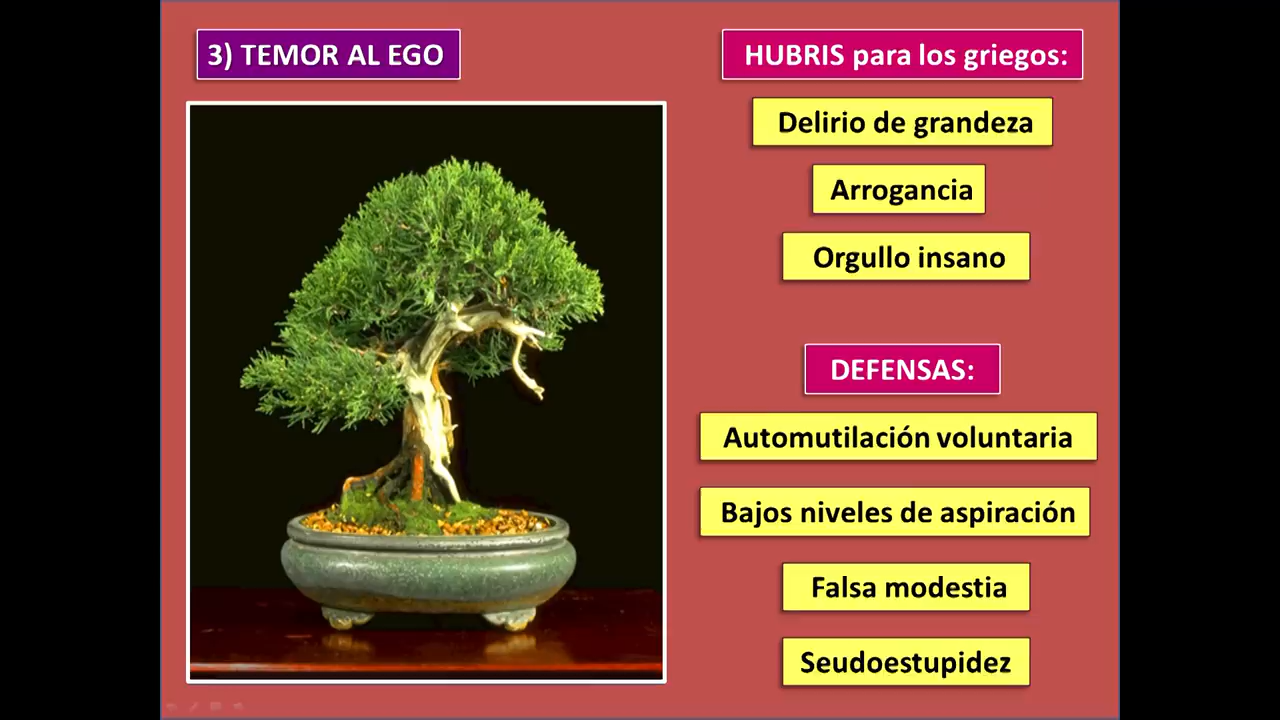 3) TEMOR AL EGO
HUBRIS para los griegos:
Delirio de grandeza
Arrogancia
Orgullo insano
DEFENSAS:
Automutilación voluntaria
Bajos niveles de aspiración
Falsa modestia
Seudoestupidez